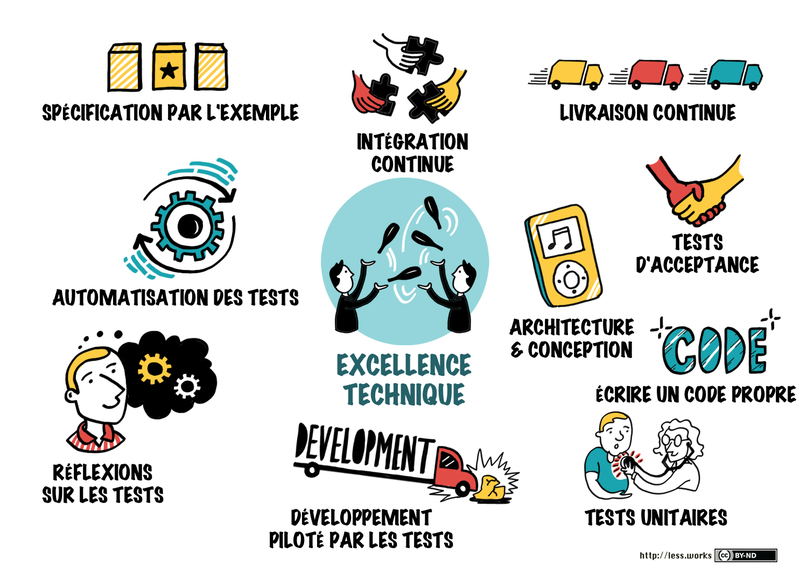 SPÉCIFICATION PAR L'EXEMPLE
INTÉGRATION
CONTINUE
LIVRAISON CONTINUE
AUTOMATISATION DES TESTS
TESTS
D'ACCEPTANCE
ARCHITECTURE
& CONCEPTION
CODE
ÉCRIRE UN CODE PROPRE
EXCELLENCE
TECHNIQUE
RÉFLEXIONS
SUR LES TESTS
DEVELOPMENT
DÉVELOPPEMENT
PILOTÉ PAR LES TESTS
TESTS UNITAIRES
http://less.works cc BY-ND